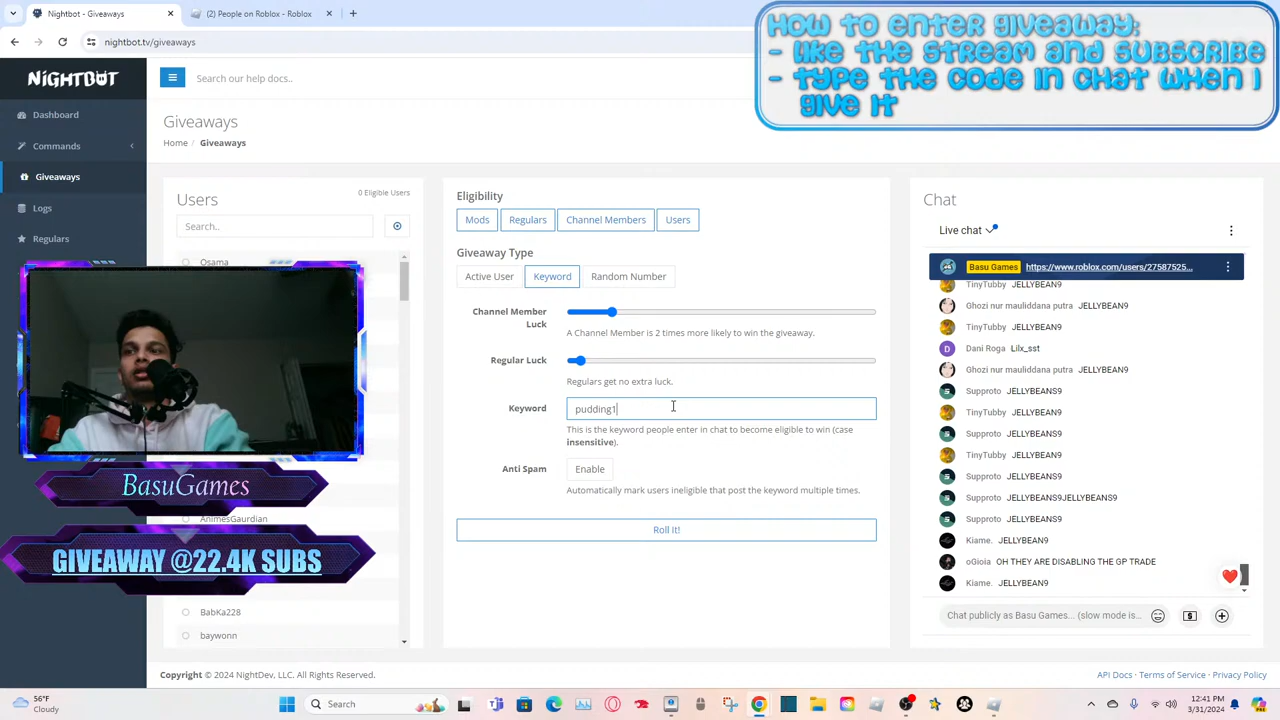 Nightbot - Giveaways
(2) People on Roblox - Roblox
nightbot.tv/giveaways
HOW TO ENTER GIVEAWAY:
- LIKE THE STREAM AND SUBSCRIBE
- TYPE THE CODE IN CHAT WHEN I
GIVE IT
NIGHTBOT
Search our help docs..
Dashboard
Commands
Giveaways
Logs
Regulars
Giveaways
Home
Giveaways
Users
0 Eligible Users
Search..
Osama
AnimesGaurdian
BabKa228
baywonn
BasuGames
GIVEAWAY @22.4K SUBS
Eligibility
Mods
Regulars
Channel Members
Users
Giveaway Type
Active User
Keyword
Random Number
Channel Member
Luck
A Channel Member is 2 times more likely to win the giveaway.
Regular Luck
Regulars get no extra luck.
Keyword
pudding1
This is the keyword people enter in chat to become eligible to win (case
insensitive).
Anti Spam
Enable
Automatically mark users ineligible that post the keyword multiple times.
Roll It!
Chat
Live chat
Basu Games https://www.roblox.com/users/27587525...
TinyTubby JELLYBEAN9
Ghozi nur mauliddana putra JELLYBEAN9
TinyTubby JELLYBEAN9
D Dani Roga Lilx_sst
Ghozi nur mauliddana putra JELLYBEAN9
Supproto JELLYBEANS9
TinyTubby JELLYBEAN9
Supproto JELLYBEANS9
TinyTubby JELLYBEAN9
Supproto JELLYBEANS9
Supproto JELLYBEANS9JELLYBEANS9
Supproto JELLYBEANS9
Kiame. JELLYBEAN9
oGioia OH THEY ARE DISABLING THE GP TRADE
Kiame. JELLYBEAN9
Chat publicly as Basu Games... (slow mode is...
Copyright © 2024 NightDev, LLC. All Rights Reserved.
API Docs - Terms of Service - Privacy Policy
56°F
Cloudy
Search
12:41 PM
3/31/2024